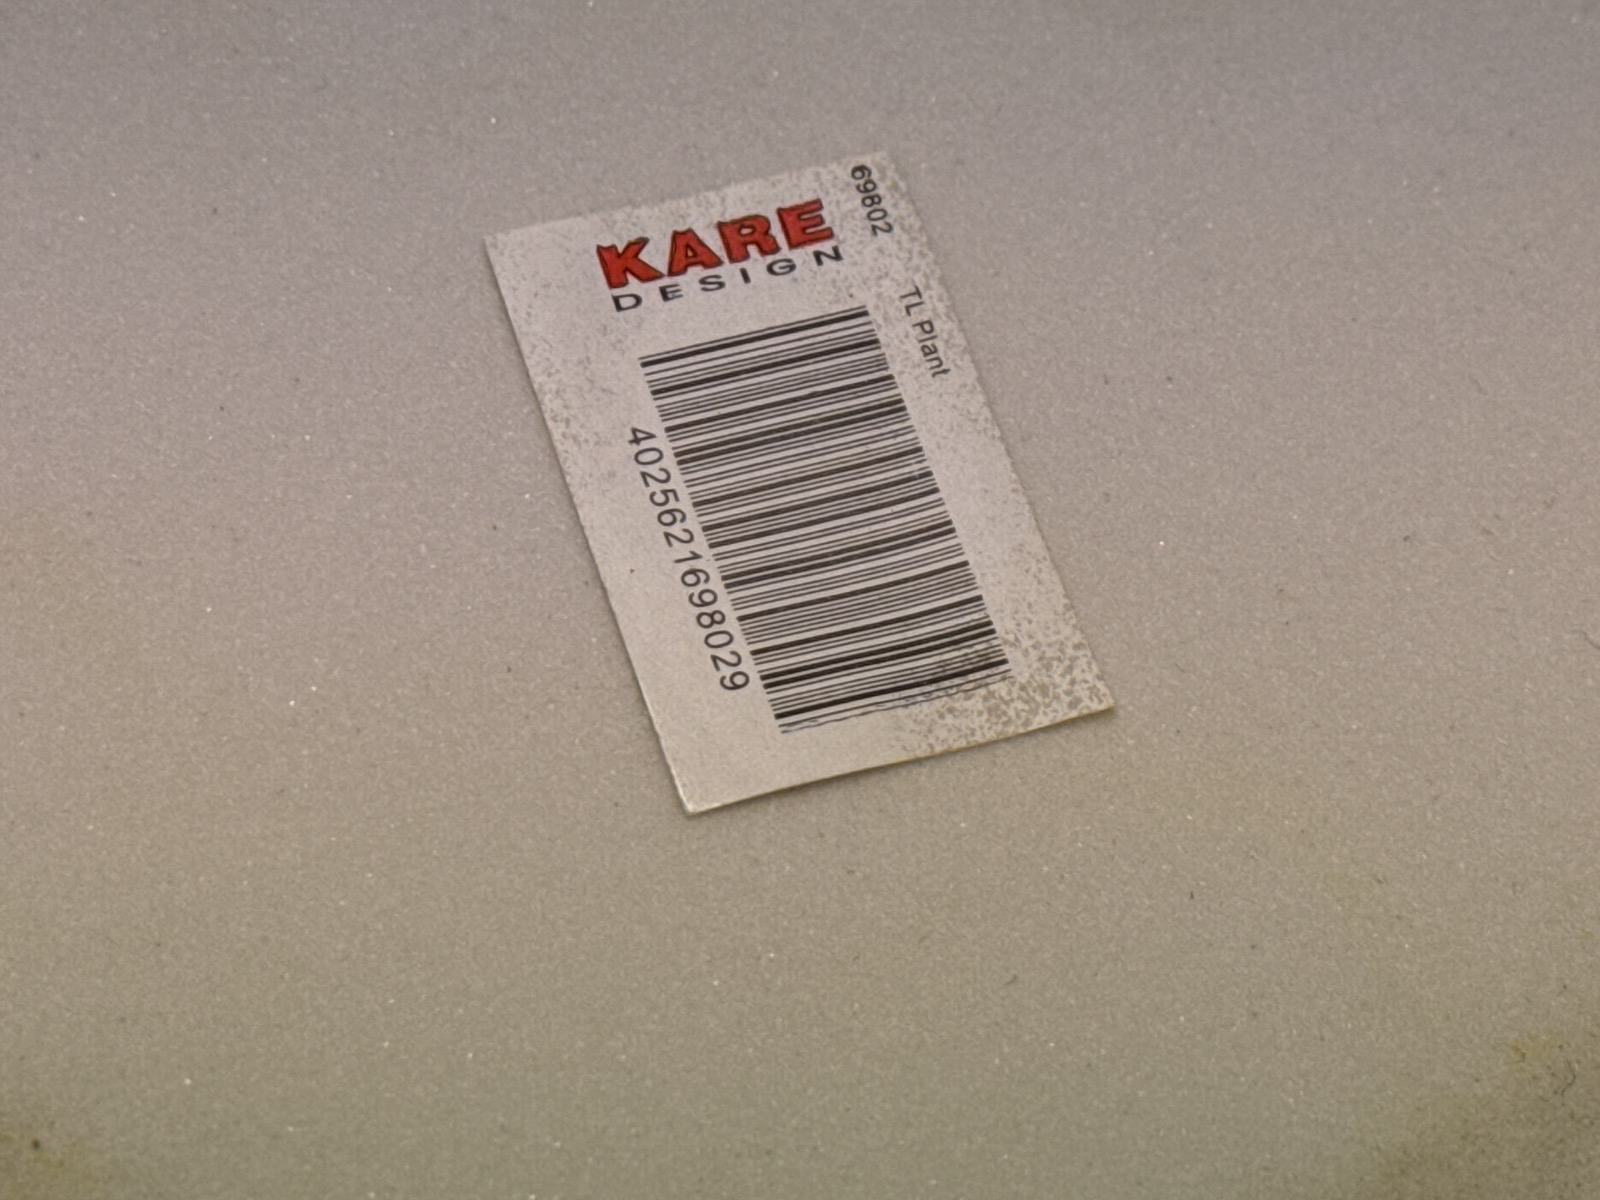 KARE
DESIGN
69802
TL Plant
4025621698029